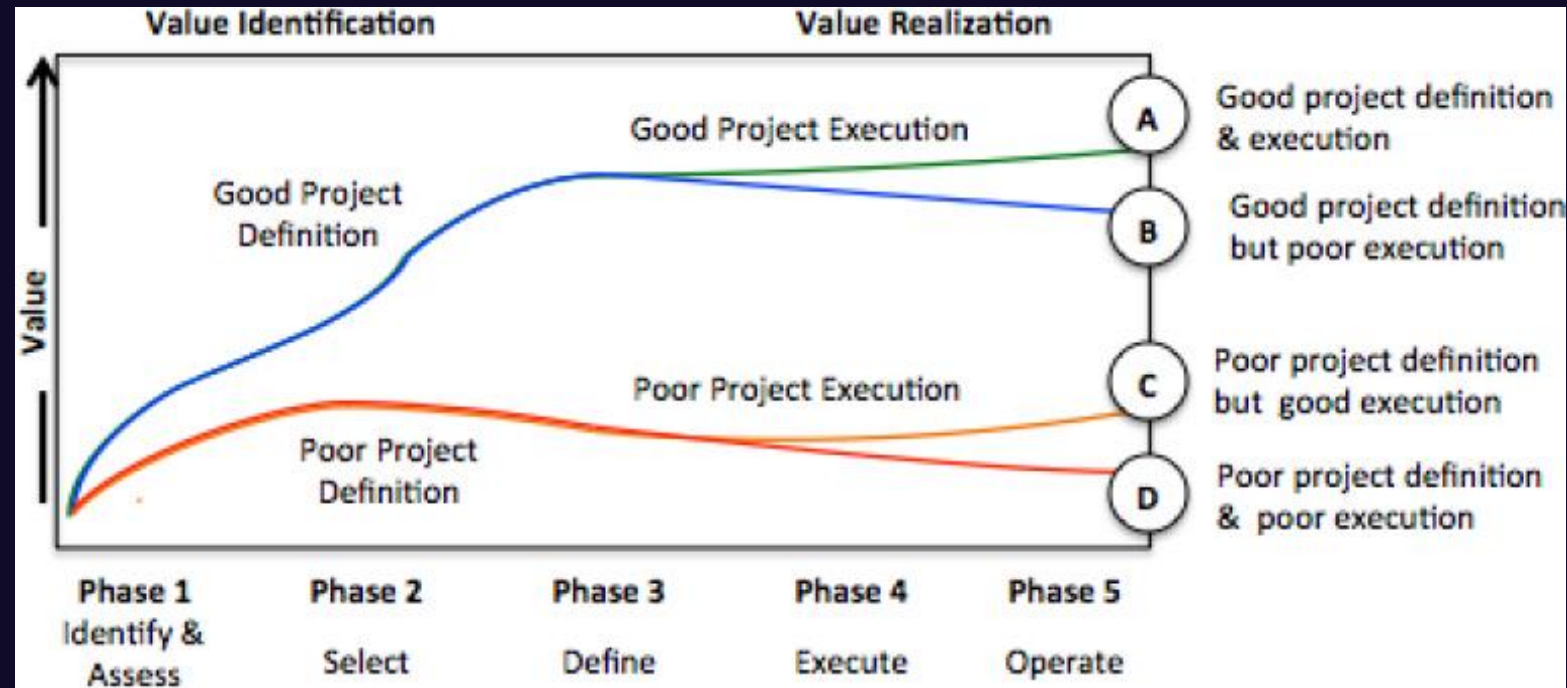 Value Identification
Value Realization
Value
Good Project
Definition
Good Project Execution
Poor Project
Definition
Poor Project Execution
A
Good project definition
& execution
B
Good project definition
but poor execution
C
Poor project definition
but good execution
D
Poor project definition
& poor execution
Phase 1
Identify &
Assess
Phase 2
Select
Phase 3
Define
Phase 4
Execute
Phase 5
Operate